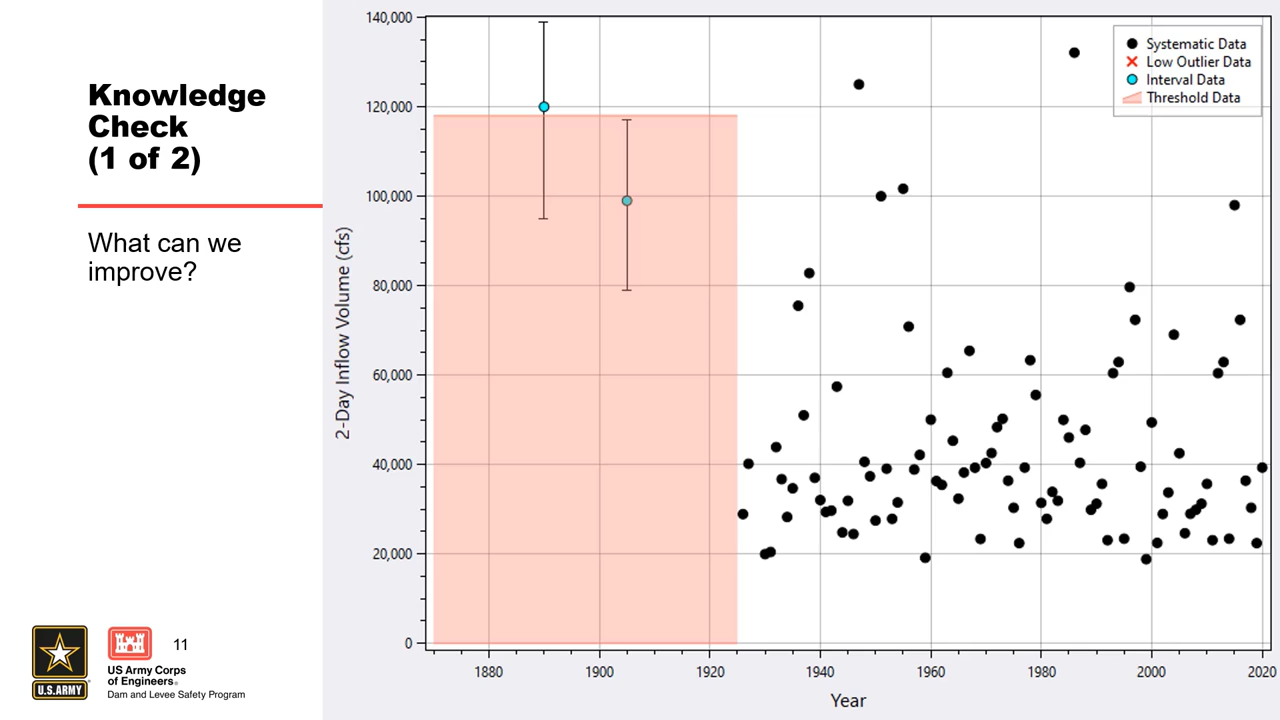 Knowledge
Check
(1 of 2)
What can we
improve?
140,000
120,000
100,000
80,000
60,000
40,000
20,000
0
2-Day Inflow Volume (cfs)
Systematic Data
Low Outlier Data
Interval Data
Threshold Data
1880
1900
1920
1940
1960
1980
2000
2020
Year
U.S.ARMY
11
US Army Corps
of Engineers®
Dam and Levee Safety Program